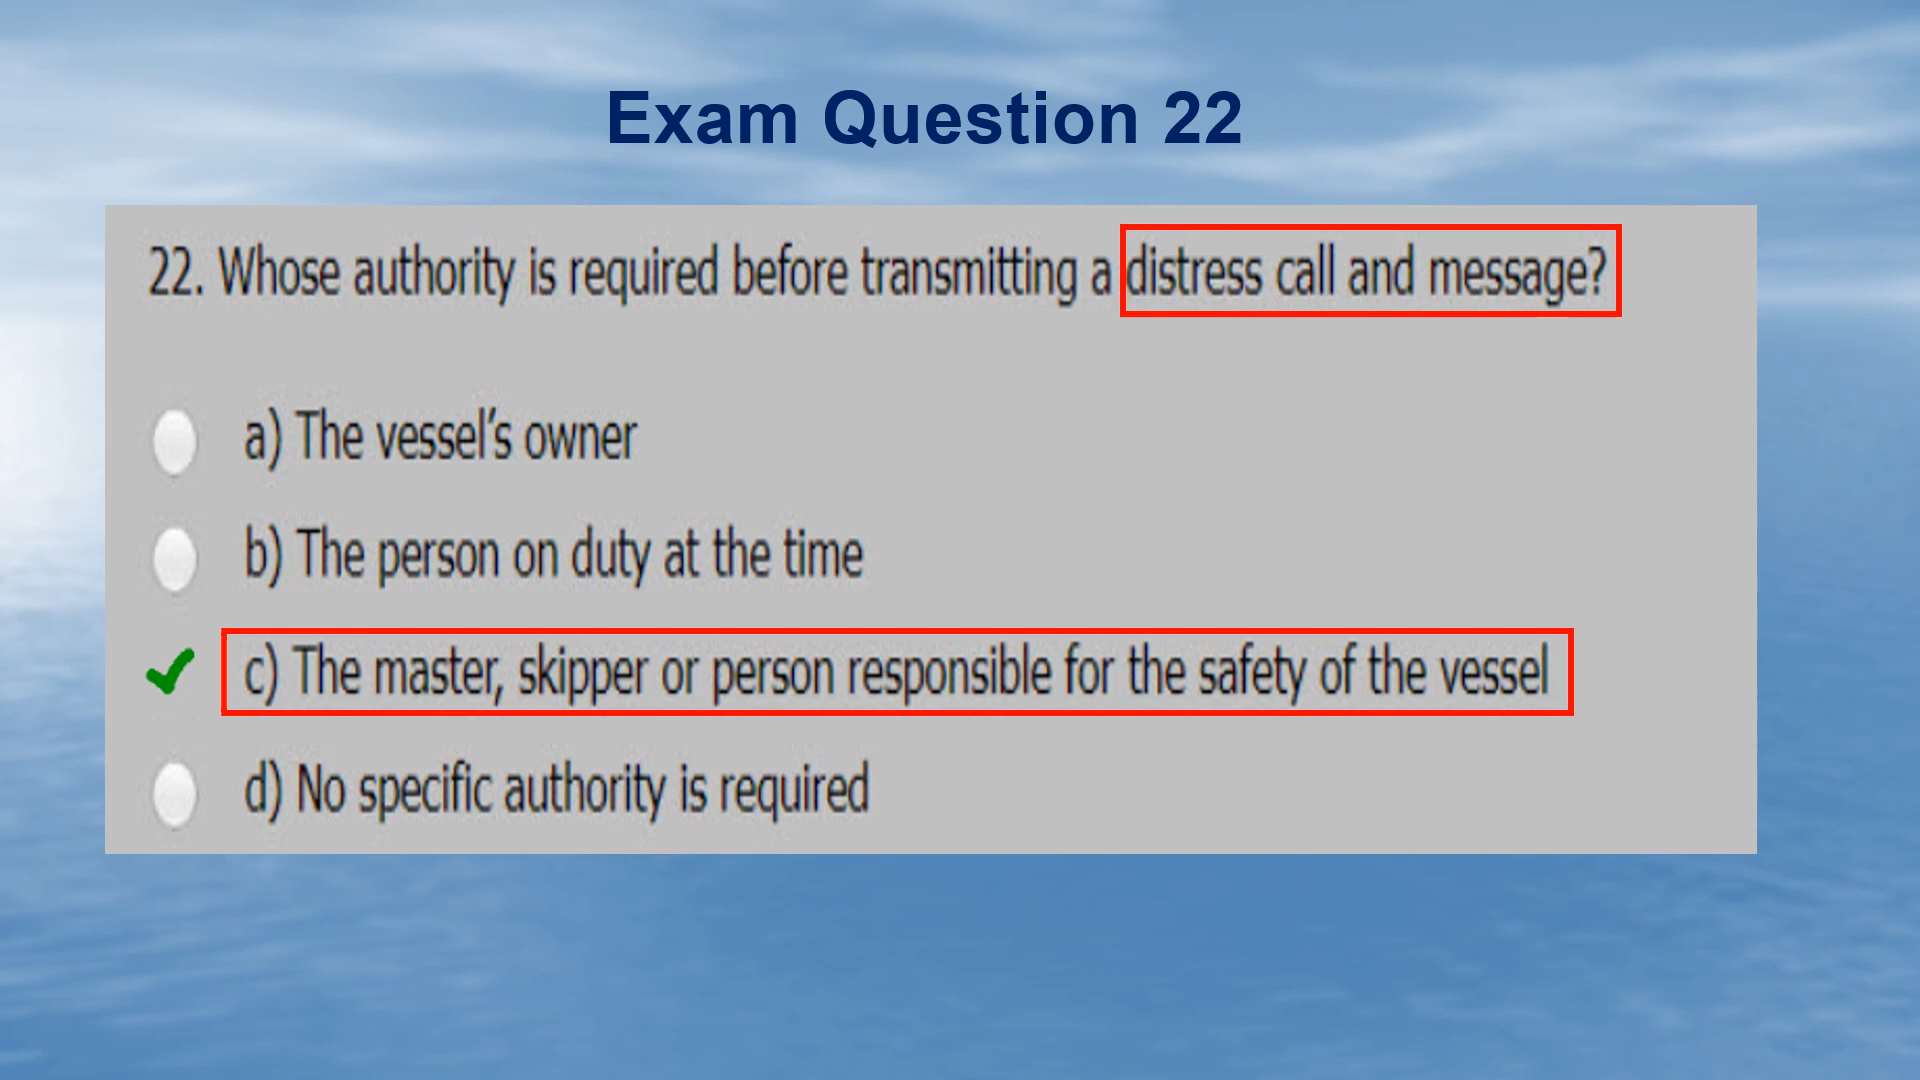 Exam Question 22
22. Whose authority is required before transmitting a distress call and message?
a) The vessel’s owner
b) The person on duty at the time
c) The master, skipper or person responsible for the safety of the vessel
d) No specific authority is required